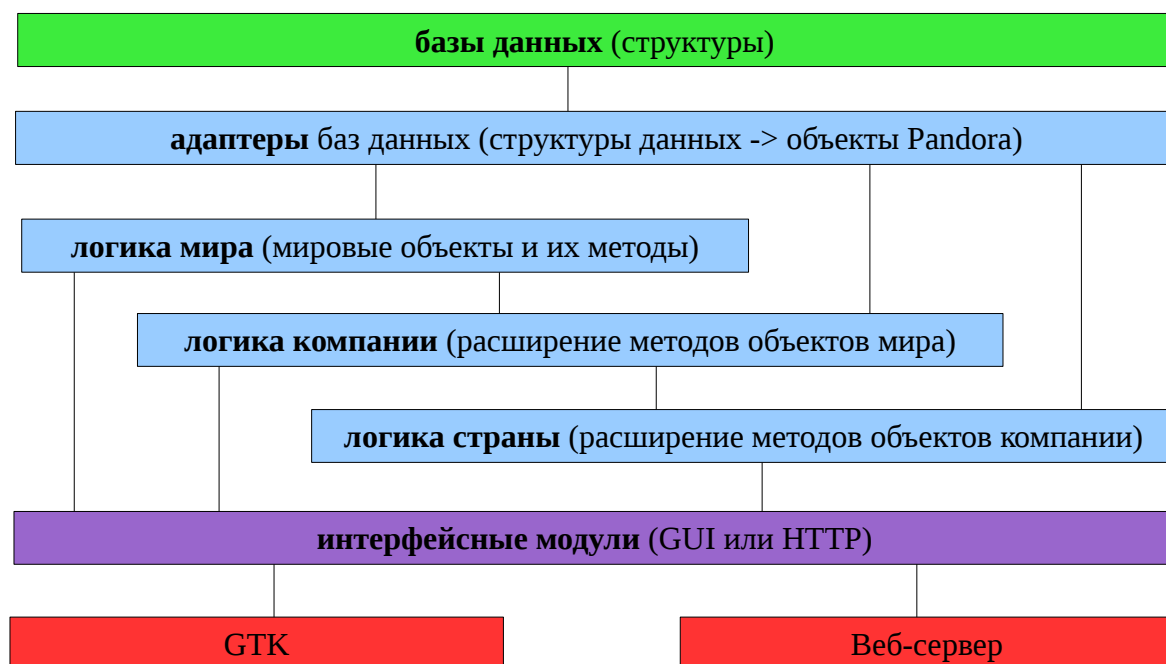 базы данных (структуры)
адаптеры баз данных (структуры данных -> объекты Pandora)
логика мира (мировые объекты и их методы)
логика компании (расширение методов объектов мира)
логика страны (расширение методов объектов компании)
интерфейсные модули (GUI или HTTP)
GTK
Веб-сервер